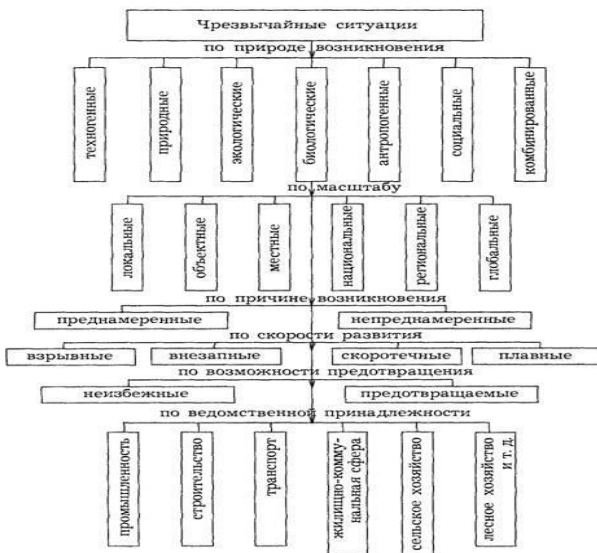 Чрезвычайные ситуации
по природе возникновения
техногенные
природные
экологические
биологические
антропогенные
социальные
комбинированные
по масштабу
локальные
объектные
местные
национальные
региональные
глобальные
по причине возникновения
преднамеренные
непреднамеренные
по скорости развития
взрывные
внезапные
скоротечные
плавные
по возможности предотвращения
неизбежные
предотвращаемые
по ведомственной принадлежности
промышленность
строительство
транспорт
жилищно-комму-
нальная сфера
сельское хозяйство
лесное хозяйство
и т. д.